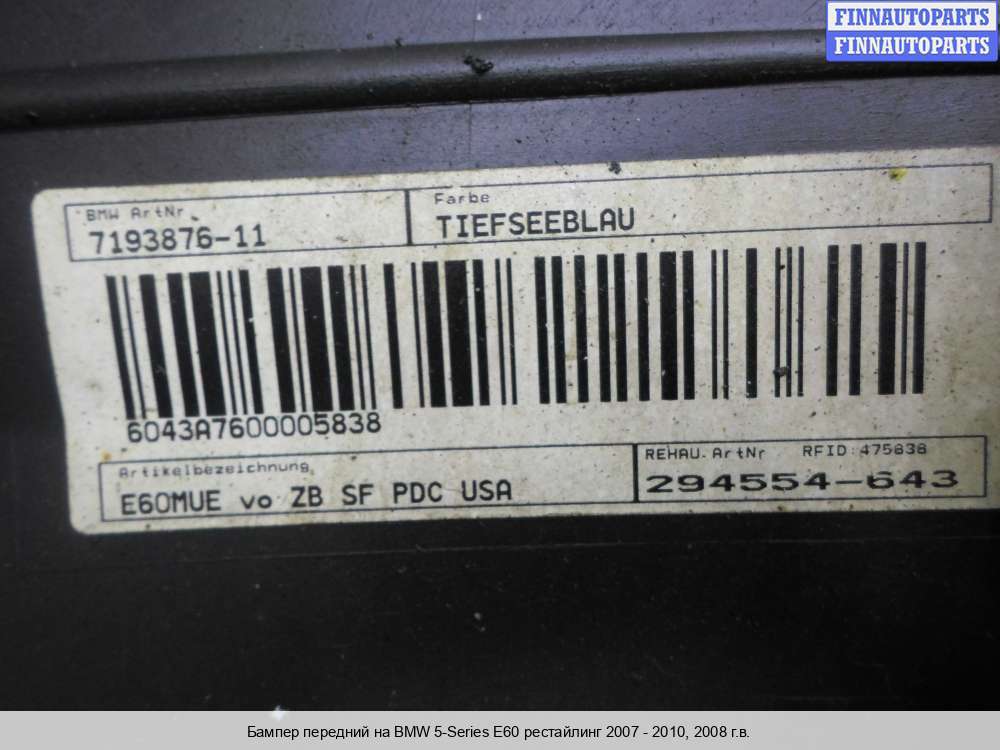 FINNAUTOPARTS
FINNAUTOPARTS
BMW ArtNr
7193876-11
Farbe
TIEFSEEBLAU
6043A7600005838
Artikelbezeichnung
E60MUE vo ZB SF PDC USA
REHAU-ArtNr RFID:475838
294554-643
Бампер передний на BMW 5-Series E60 рестайлинг 2007 - 2010, 2008 г.в.